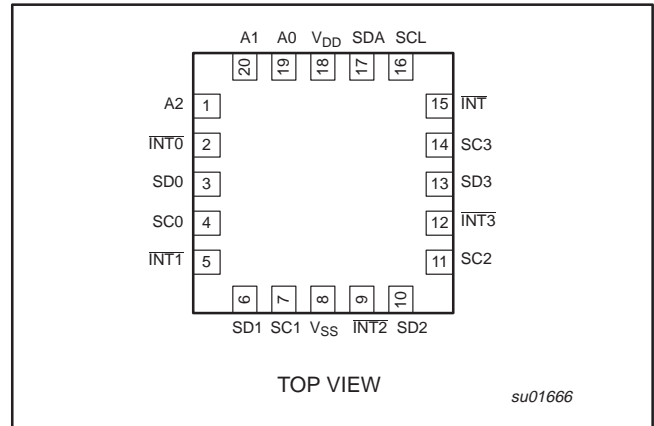 A1 A0 VDD SDA SCL
20 19 18 17 16
A2 1 15 INT
INT0 2 14 SC3
SD0 3 13 SD3
SC0 4 12 INT3
INT1 5 11 SC2
6 7 8 9 10
SD1 SC1 VSS INT2 SD2
TOP VIEW
su01666